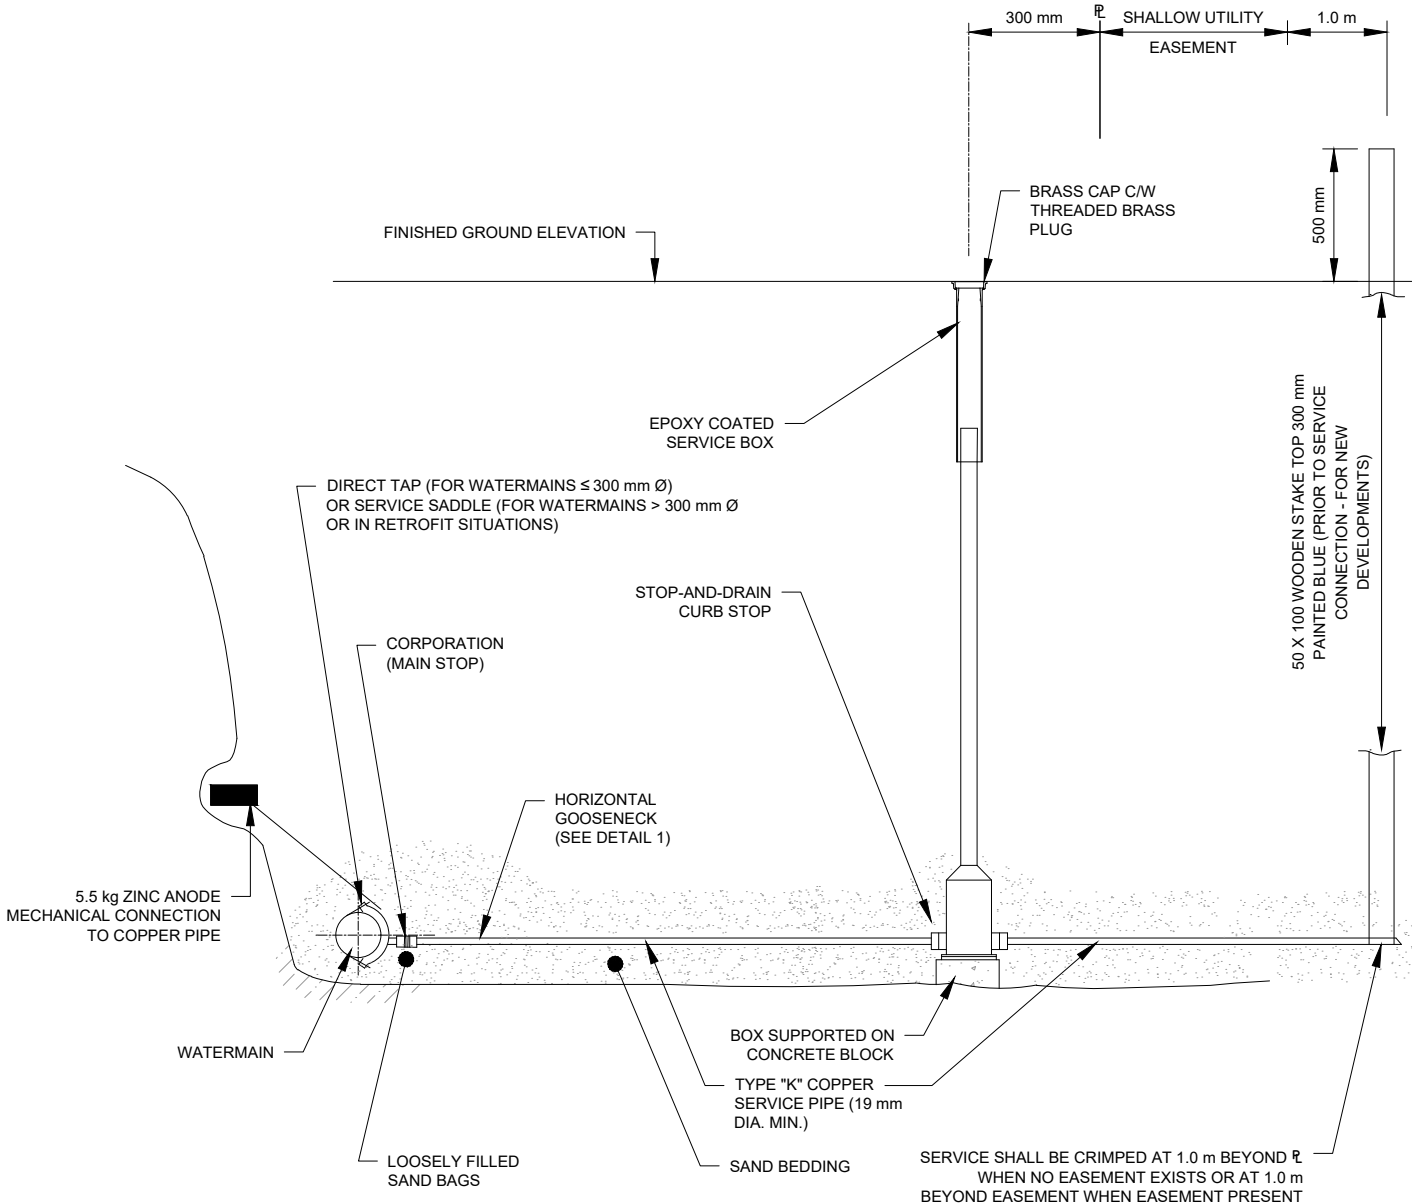 300 mm
℄
SHALLOW UTILITY
EASEMENT
1.0 m
500 mm
BRASS CAP C/W
THREADED BRASS
PLUG
FINISHED GROUND ELEVATION
EPOXY COATED
SERVICE BOX
50 X 100 WOODEN STAKE TOP 300 mm
PAINTED BLUE (PRIOR TO SERVICE
CONNECTION - FOR NEW
DEVELOPMENTS)
DIRECT TAP (FOR WATERMAINS ≤ 300 mm Ø)
OR SERVICE SADDLE (FOR WATERMAINS > 300 mm Ø
OR IN RETROFIT SITUATIONS)
STOP-AND-DRAIN
CURB STOP
CORPORATION
(MAIN STOP)
HORIZONTAL
GOOSENECK
(SEE DETAIL 1)
5.5 kg ZINC ANODE
MECHANICAL CONNECTION
TO COPPER PIPE
WATERMAIN
BOX SUPPORTED ON
CONCRETE BLOCK
TYPE "K" COPPER
SERVICE PIPE (19 mm
DIA. MIN.)
LOOSELY FILLED
SAND BAGS
SAND BEDDING
SERVICE SHALL BE CRIMPED AT 1.0 m BEYOND ℄
WHEN NO EASEMENT EXISTS OR AT 1.0 m
BEYOND EASEMENT WHEN EASEMENT PRESENT